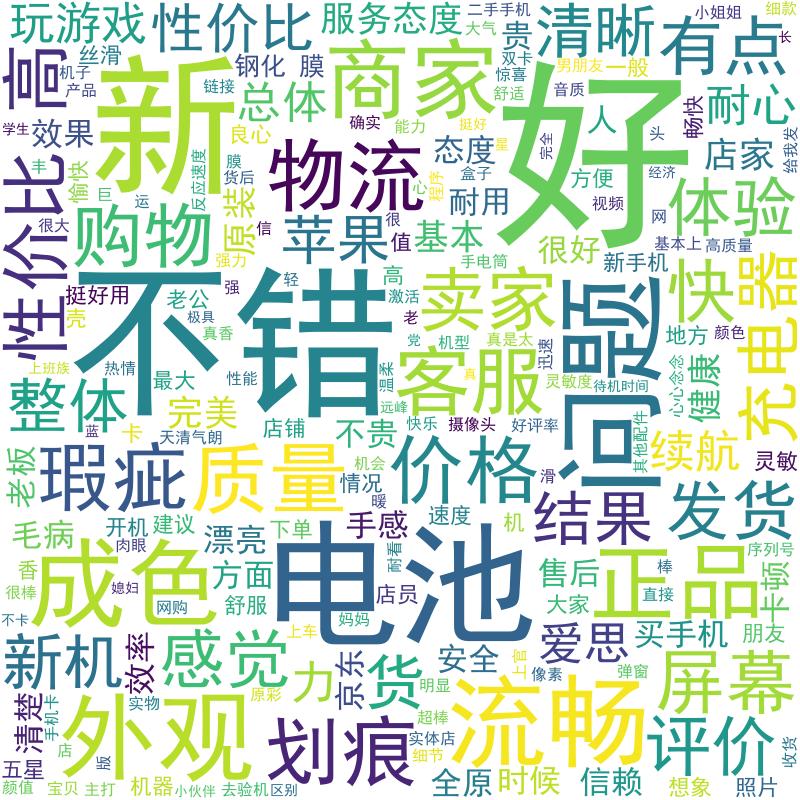 玩游戏
性价比
服务态度
二手手机
小姐姐
细款
大气
贵
清晰
有点
长
丝滑
高
新
钢化
膜
商家
双卡
惊喜
舒适
男朋友
一般
机子
产品
链接
总体
好
音质
畅快
耐心
学生
效果
良心
确实
能力
挺好
星
完全
人
头
店家
给我发
性价比
丰
愉快
巨
运
反应速度
膜
货后
物流
心
态度
程序
盒子
耐用
方便
视频
经济
网
体验
很大
购物
原装
信
苹果
值
很
基本
很好
基本上
高质量
强力
手电筒
新手机
挺好用
壳
老公
极具
真香
强
轻
高
激活
老
卖家
快
充电器
不错
问题
地方
颜色
上班族
热情
性能
温柔
党
机型
真是太
迅速
心心念念
健康
整体
最大
完美
远峰
客服
真
灵敏度
待机时间
蓝
卡
天清气朗
店铺
不贵
快乐
摄像头
好评率
其他配件
续航
灵敏
老板
瑕疵
质量
机会
情况
暖
价格
滑
结果
发货
毛病
开机
建议
肉眼
漂亮
下单
手感
速度
机
耐看
电池
香
很棒
成色
方面
舒服
店员
售后
大家
正品
棒
直接
序列号
卡顿
不卡
媳妇
网购
妈妈
上车
新机
效率
感觉
力
京东
货
安全
上官
爱思
买手机
朋友
明显
像素
弹窗
屏幕
清楚
手机卡
实物
原彩
超棒
外观
划痕
流畅
评价
五星
店
版
实体店
细节
收货
颜值
宝贝
主打
机器
小伙伴
去验机
区别
全原
时候
信赖
想象
照片